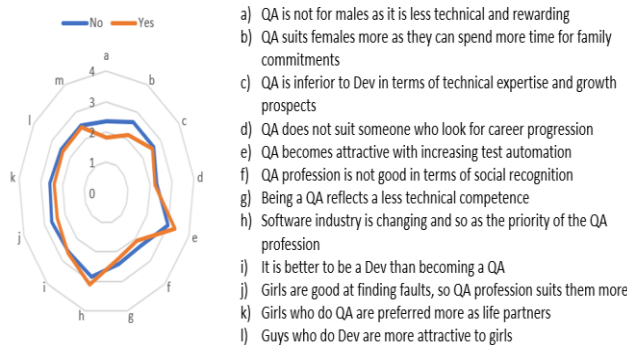 No Yes
a
b
c
d
e
f
g
h
i
j
k
l
m
4
3
2
1
0
a) QA is not for males as it is less technical and rewarding
b) QA suits females more as they can spend more time for family
commitments
c) QA is inferior to Dev in terms of technical expertise and growth
prospects
d) QA does not suit someone who look for career progression
e) QA becomes attractive with increasing test automation
f) QA profession is not good in terms of social recognition
g) Being a QA reflects a less technical competence
h) Software industry is changing and so as the priority of the QA
profession
i) It is better to be a Dev than becoming a QA
j) Girls are good at finding faults, so QA profession suits them more
k) Girls who do QA are preferred more as life partners
l) Guys who do Dev are more attractive to girls